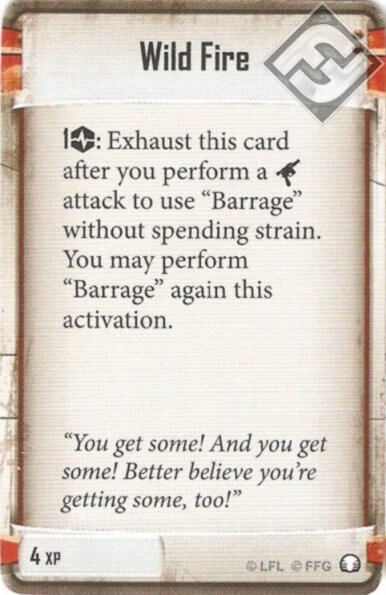 Wild Fire
1: Exhaust this card
after you perform a
attack to use “Barrage”
without spending strain.
You may perform
“Barrage” again this
activation.
“You get some! And you get
some! Better believe you’re
getting some, too!”
4 XP
© LFL © FFG